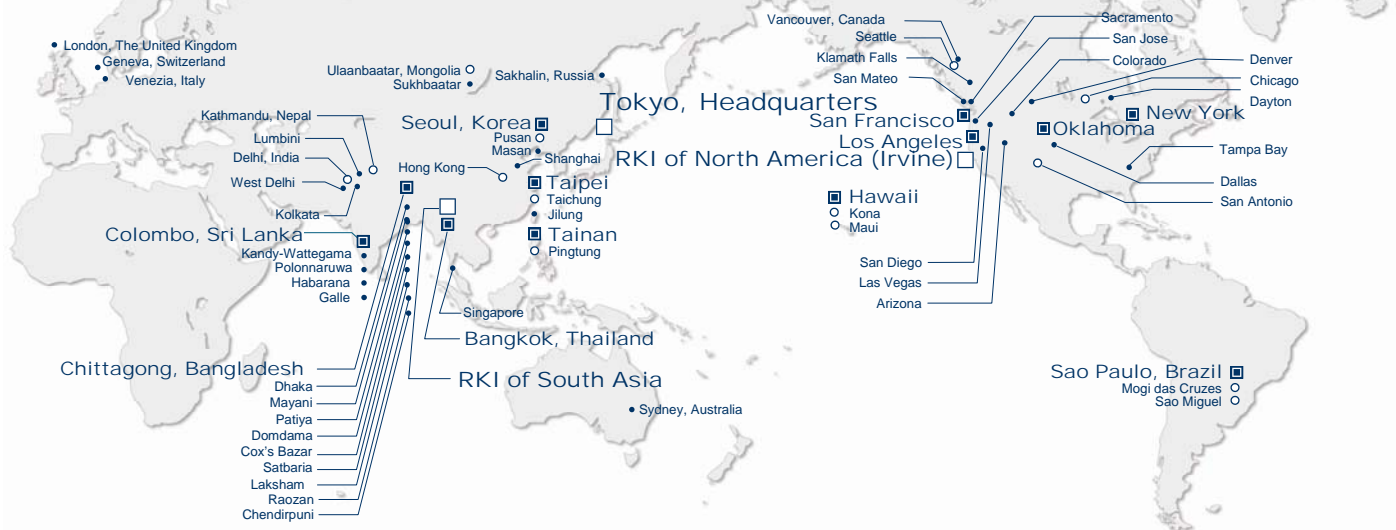 London, The United Kingdom
Geneva, Switzerland
Venezia, Italy
Ulaanbaatar, Mongolia
Sukhbaatar
Sakhalin, Russia
Tokyo, Headquarters
Kathmandu, Nepal
Lumbini
Delhi, India
West Delhi
Kolkata
Seoul, Korea
Pusan
Masan
Shanghai
Hong Kong
Taipei
Taichung
Jilung
Tainan
Pingtung
Colombo, Sri Lanka
Kandy-Wattegama
Polonnaruwa
Habarana
Galle
Singapore
Bangkok, Thailand
RKI of South Asia
Chittagong, Bangladesh
Dhaka
Mayani
Patiya
Domdama
Cox's Bazar
Satbaria
Laksham
Raozan
Chendirpuni
Sydney, Australia
Vancouver, Canada
Seattle
Klamath Falls
San Mateo
San Francisco
Los Angeles
RKI of North America (Irvine)
Hawaii
Kona
Maui
San Diego
Las Vegas
Arizona
Sacramento
San Jose
Colorado
Denver
Chicago
Dayton
New York
Oklahoma
Tampa Bay
Dallas
San Antonio
Sao Paulo, Brazil
Mogi das Cruzes
Sao Miguel